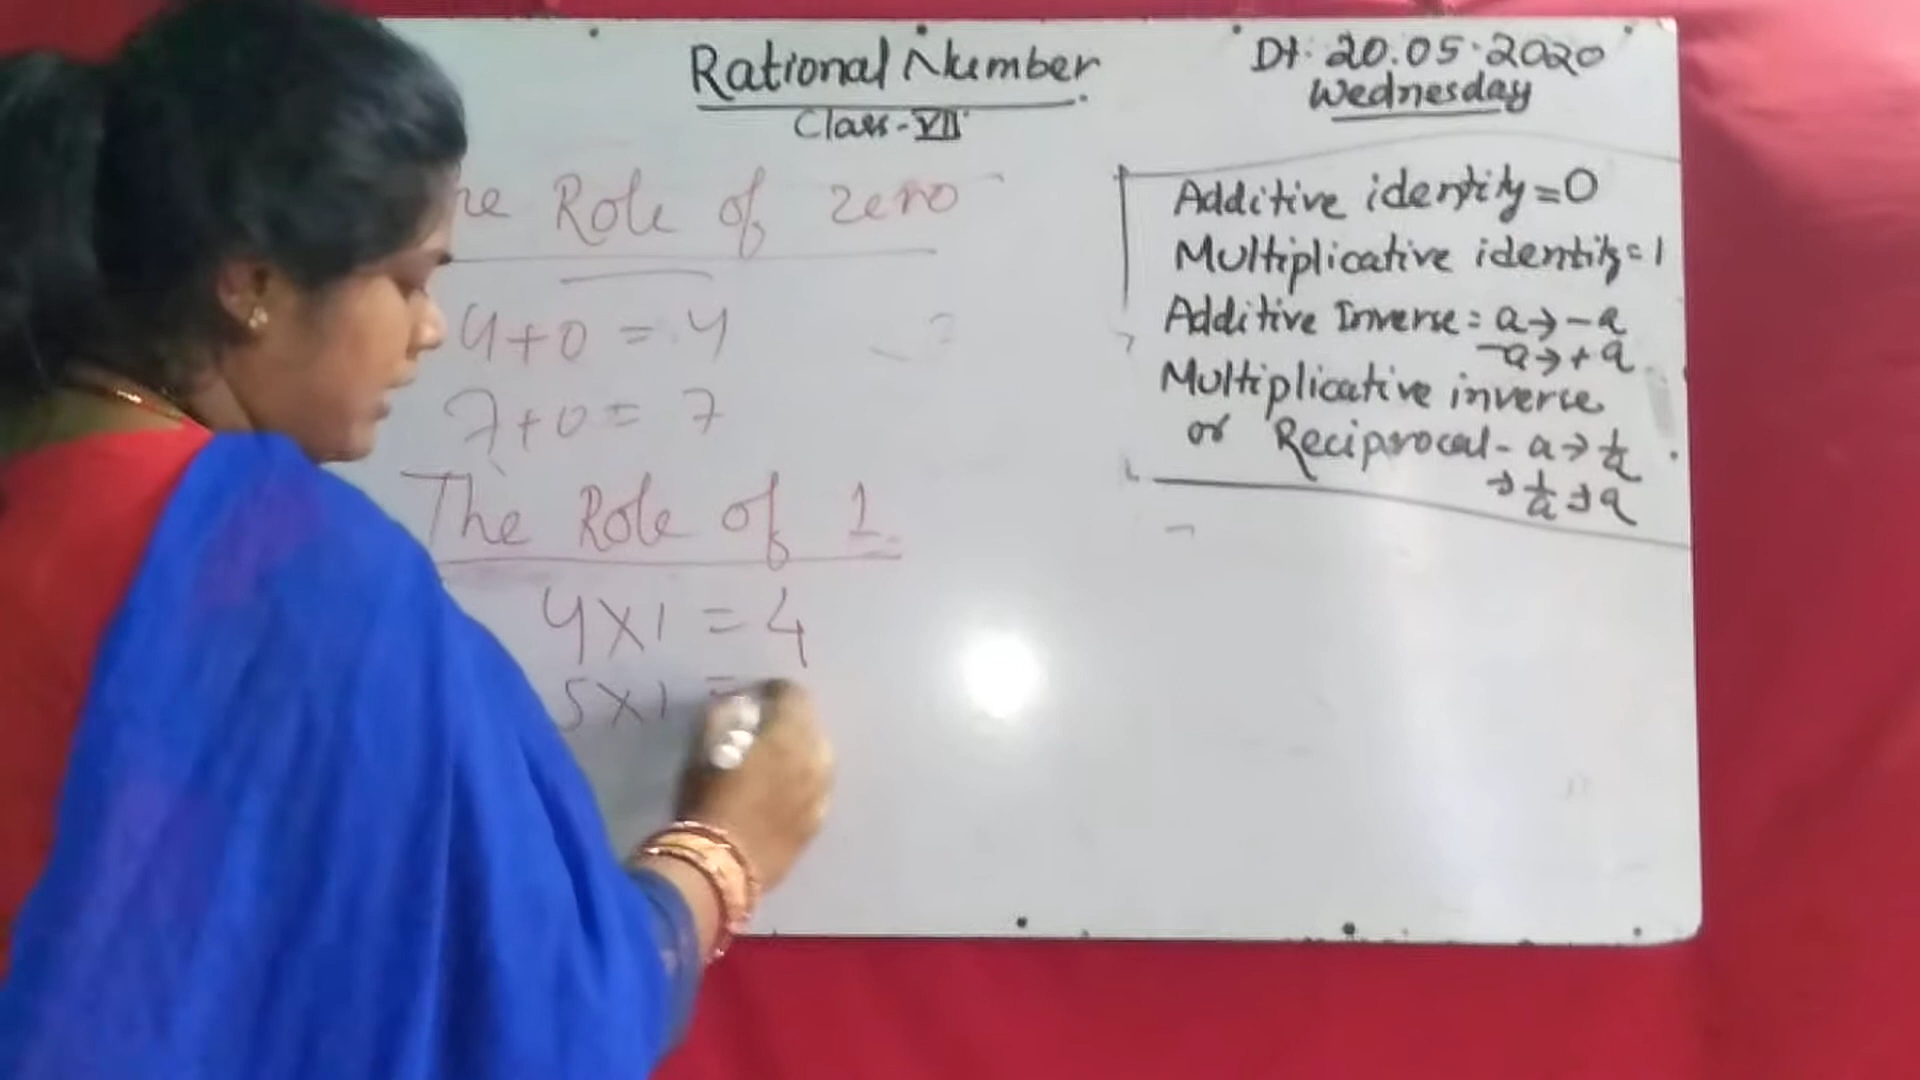 Rational Number
Class-VII
Dt: 20.05.2020
Wednesday
he Role of zero
4+0 = 4
7+0 = 7
The Role of 1.
4×1 = 4
5×1 =
Additive identity = 0
Multiplicative identity = 1
Additive Inverse = a → -a
-a → +a
Multiplicative inverse
or Reciprocal - a → 1/a
→ 1/a → a